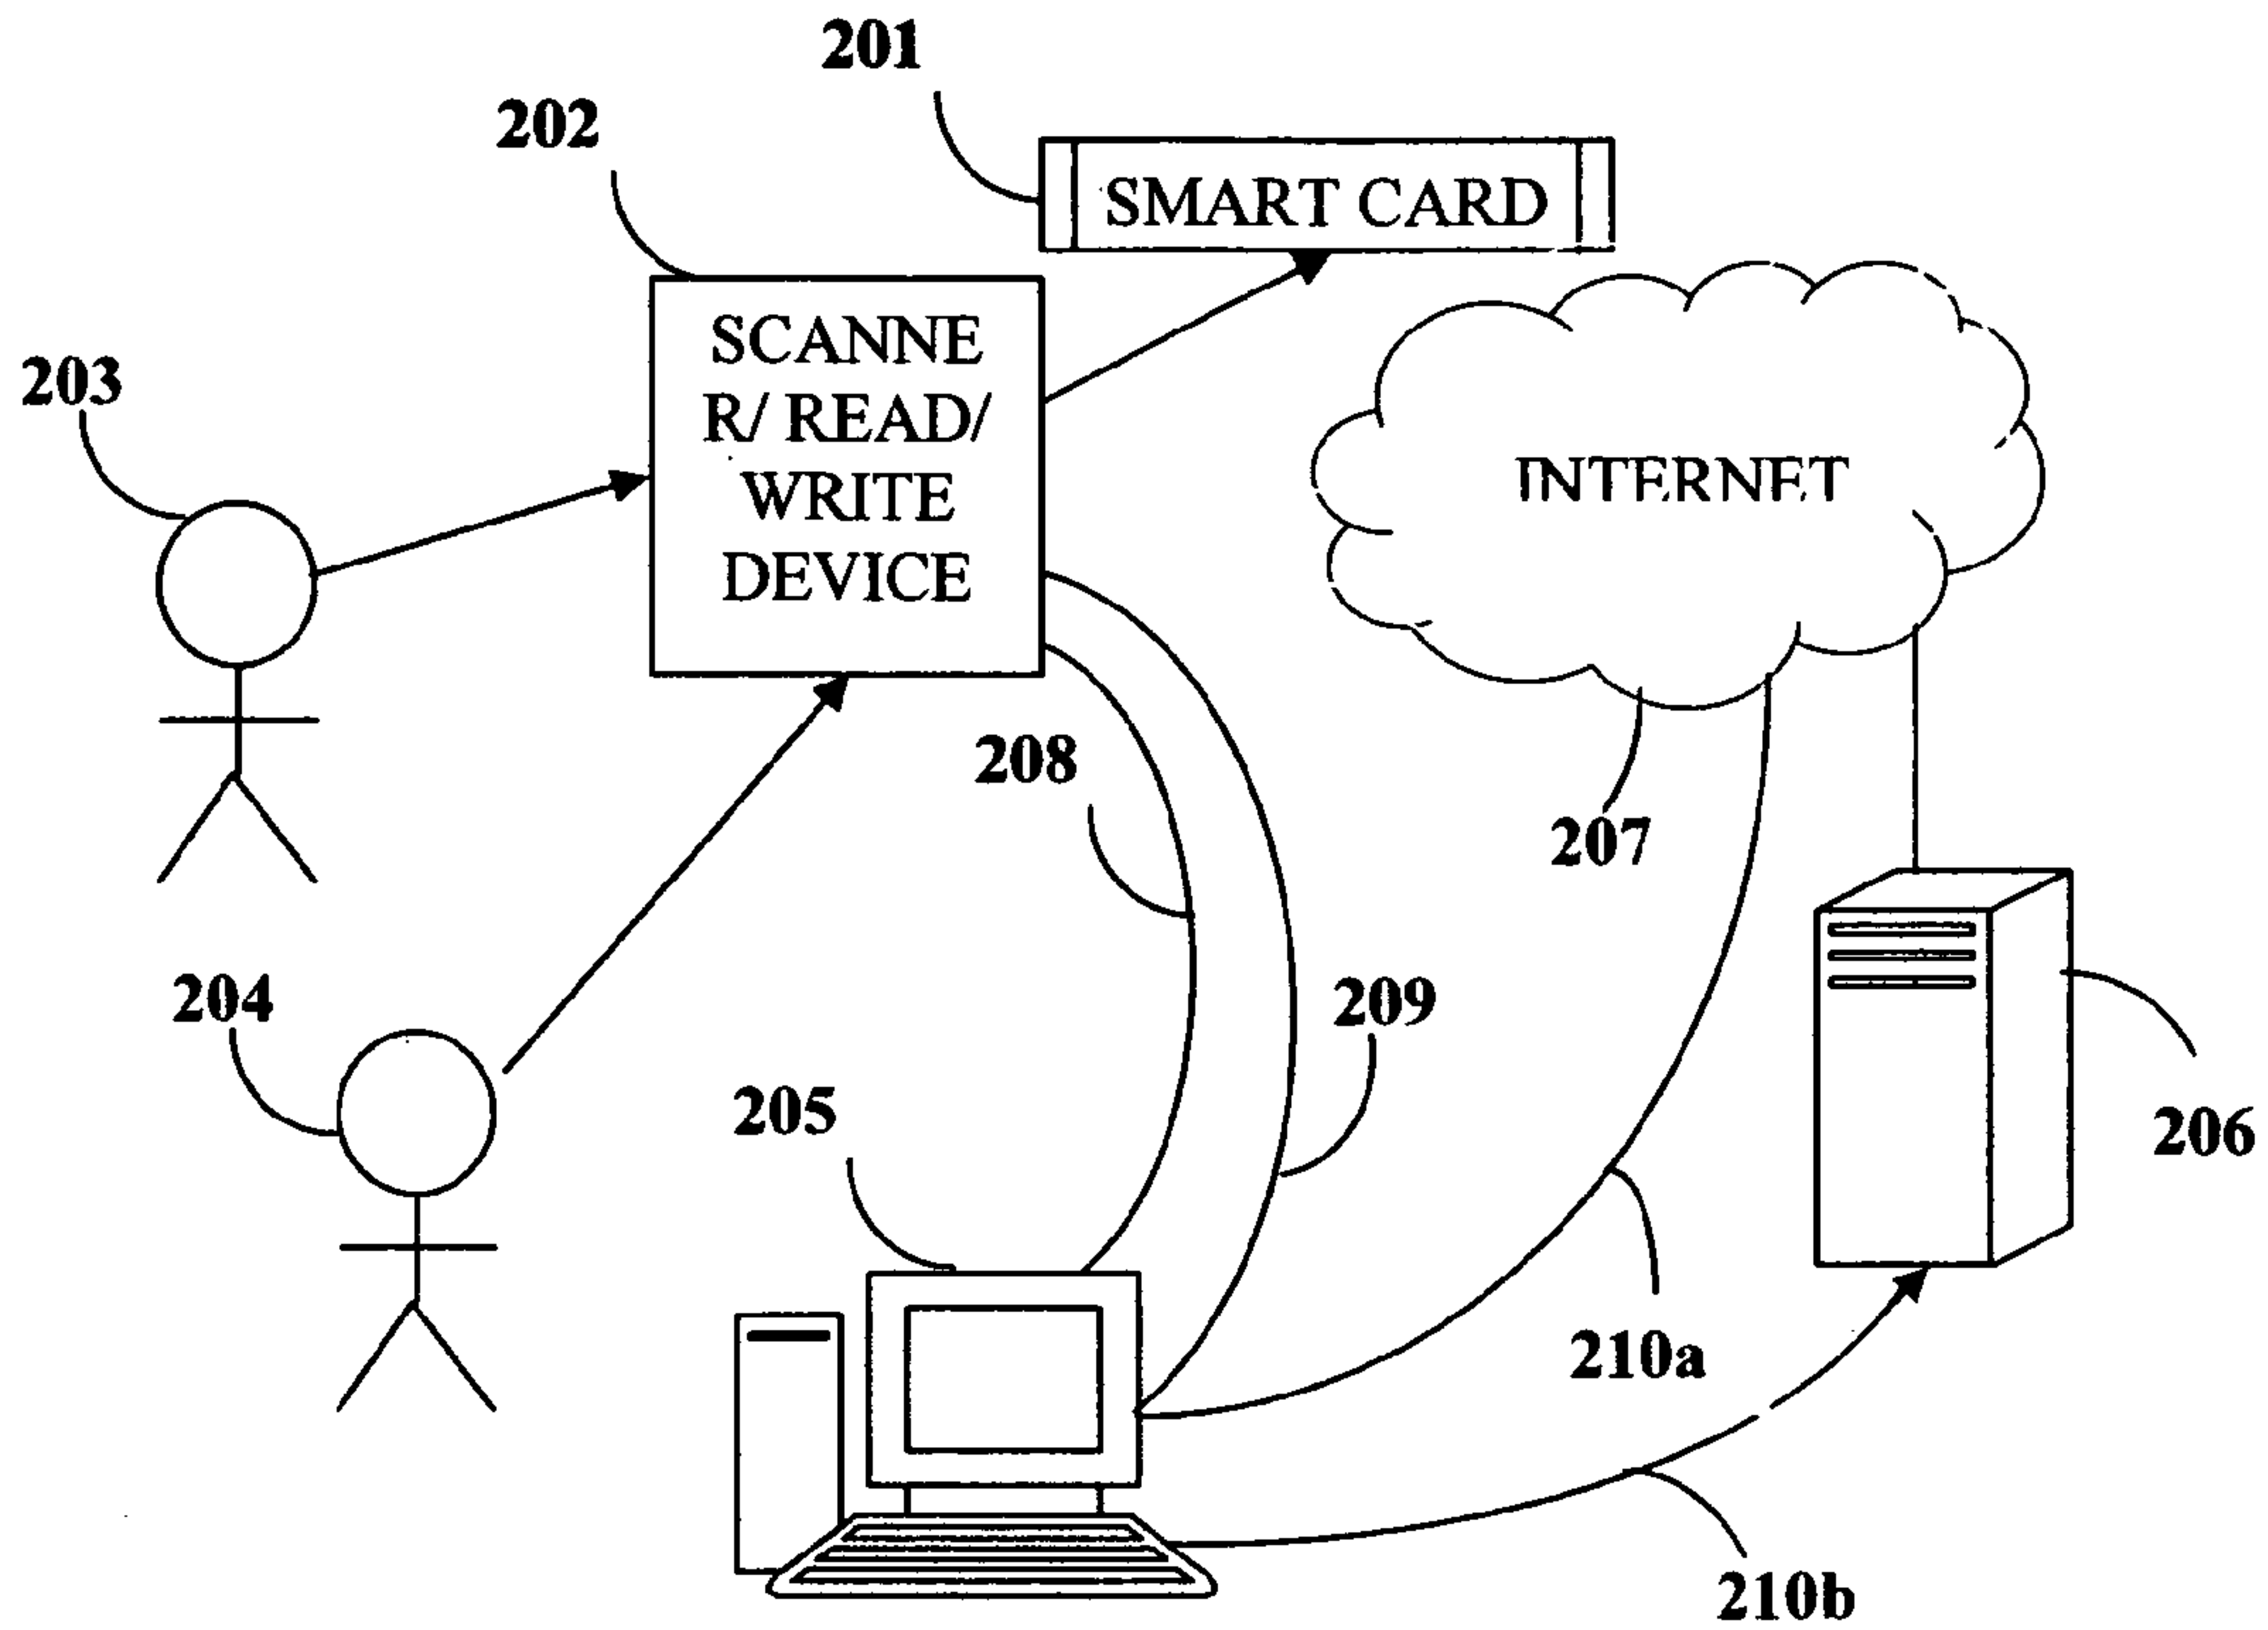 201
202
SMART CARD
203
SCANNE
R/ READ/
WRITE
DEVICE
INTERNET
208
207
204
209
205
206
210a
210b